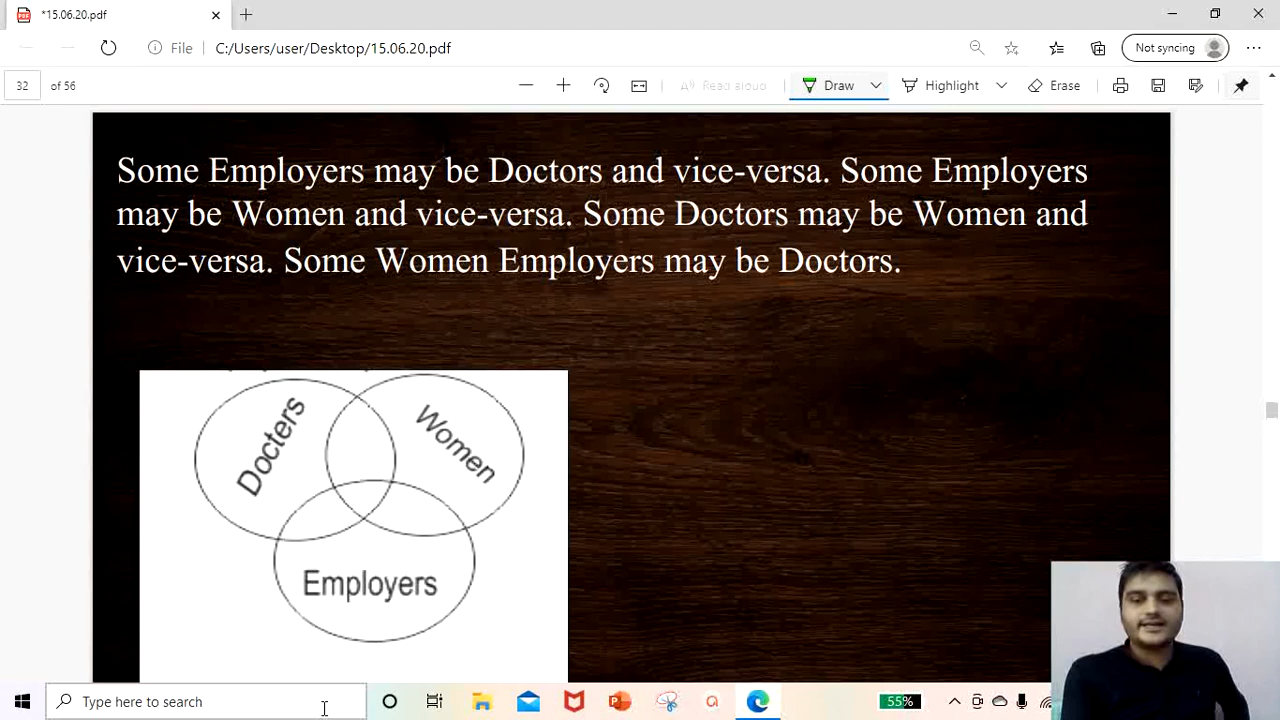 *15.06.20.pdf
File
C:/Users/user/Desktop/15.06.20.pdf
Not syncing
32 of 56
Read aloud
Draw
Highlight
Erase
Some Employers may be Doctors and vice-versa. Some Employers
may be Women and vice-versa. Some Doctors may be Women and
vice-versa. Some Women Employers may be Doctors.
Docters
Women
Employers
Type here to search
55%